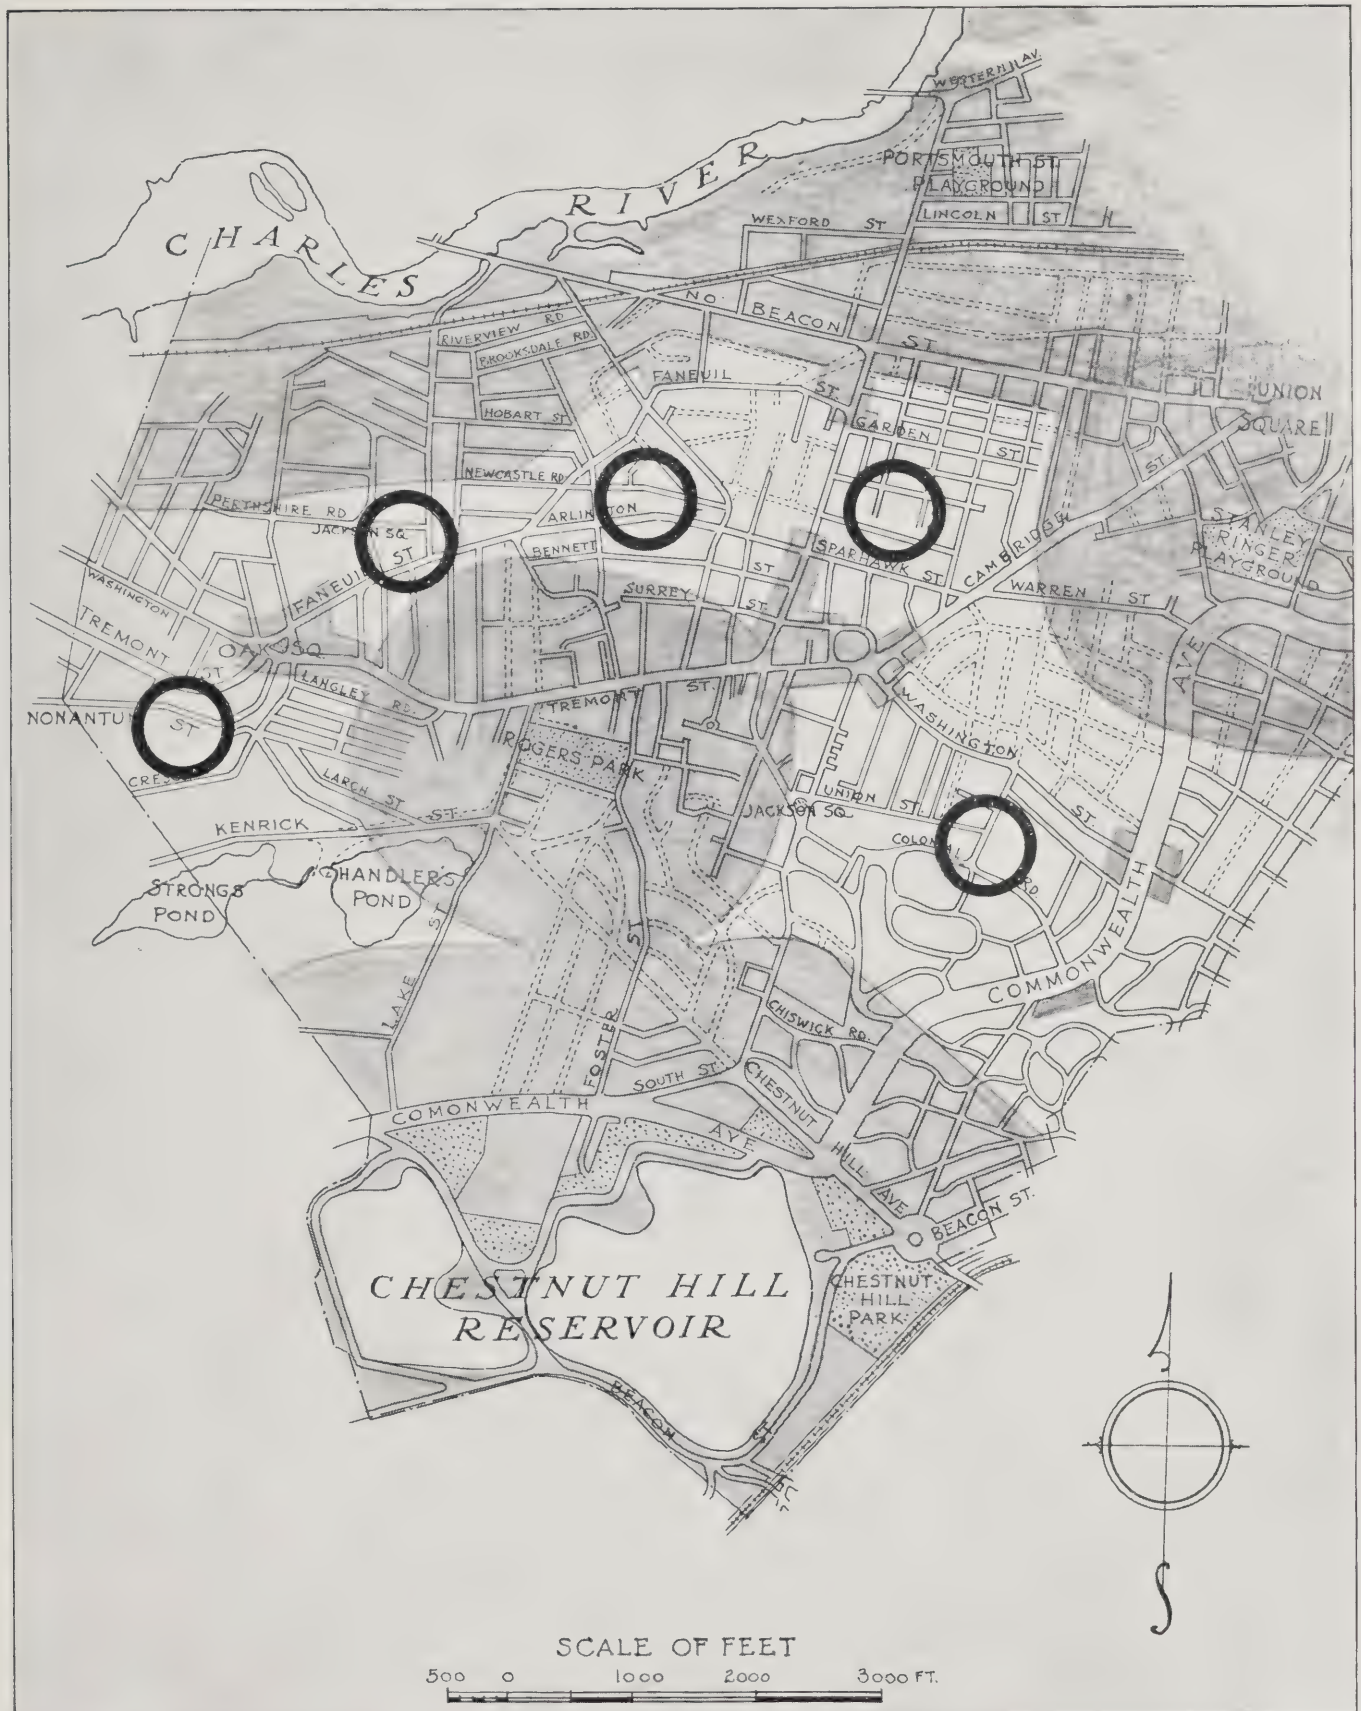 WESTERN AV.
PORTSMOUTH ST.
PLAYGROUND
LINCOLN ST
WEXFORD ST
CHARLES RIVER
NO. BEACON ST.
RIVERVIEW RD
BROOKSDALE RD.
FANEUIL ST.
UNION
SQUARE
HOBART ST.
GARDEN ST.
ST.
NEWCASTLE RD
PERTHSHIRE RD
ARLINGTON
JACKSON SQ.
STANLEY
RINGER
PLAYGROUND
BENNETT ST
SPARHAWK ST
CAMBRIDGE
FANEUIL ST
WASHINGTON
SURREY ST.
WARREN ST
TREMONT ST
OAK SQ
AVE
LANGLEY RD.
TREMONT ST.
NONANTUM ST
WASHINGTON ST.
ROGERS PARK
LARCH ST
UNION ST.
JACKSON SQ.
KENRICK ST.
COLONIAL RD
STRONGS
POND
CHANDLER'S
POND
COMMONWEALTH
LAKE ST
FOSTER ST
CHISWICK RD.
SOUTH ST.
CHESTNUT HILL AVE
COMONWEALTH AVE
BEACON ST.
CHESTNUT HILL
RESERVOIR
CHESTNUT
HILL
PARK
BEACON ST
S
SCALE OF FEET
500 0 1000 2000 3000 FT.